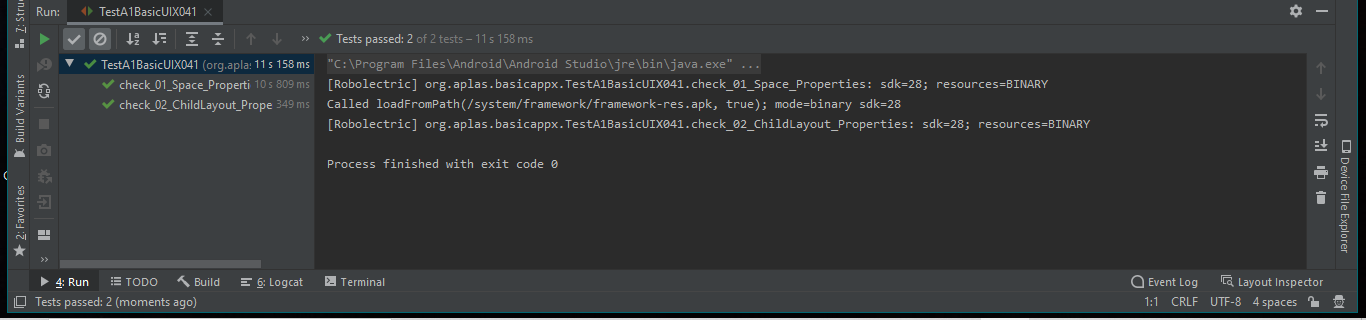 Run: TestA1BasicUIX041
Tests passed: 2 of 2 tests – 11 s 158 ms
TestA1BasicUIX041 (org.aplas. 11 s 158 ms
check_01_Space_Properti 10 s 809 ms
check_02_ChildLayout_Prope 349 ms
"C:\Program Files\Android\Android Studio\jre\bin\java.exe" ...
[Robolectric] org.aplas.basicappx.TestA1BasicUIX041.check_01_Space_Properties: sdk=28; resources=BINARY
Called loadFromPath(/system/framework/framework-res.apk, true); mode=binary sdk=28
[Robolectric] org.aplas.basicappx.TestA1BasicUIX041.check_02_ChildLayout_Properties: sdk=28; resources=BINARY
Process finished with exit code 0
7: Stru
Build Variants
2: Favorites
Device File Explorer
4: Run TODO Build 6: Logcat Terminal Event Log Layout Inspector
Tests passed: 2 (moments ago) 1:1 CRLF UTF-8 4 spaces